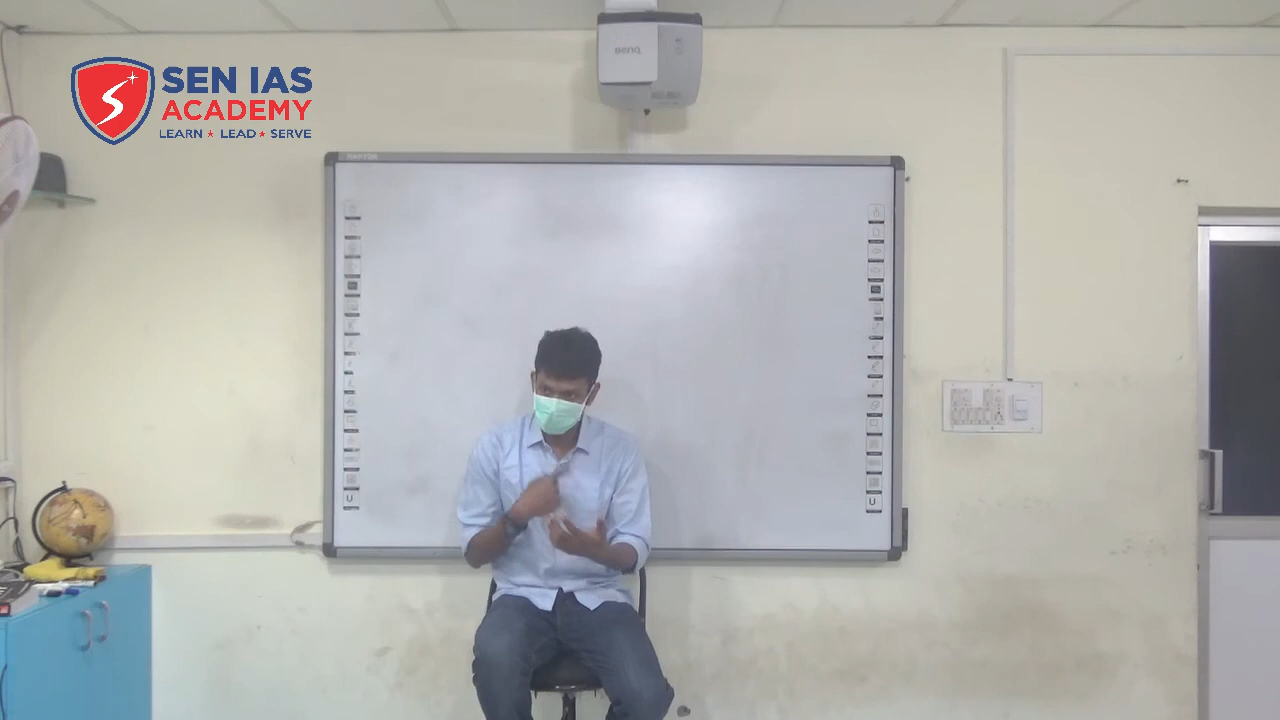 SEN IAS
ACADEMY
LEARN ★ LEAD ★ SERVE
BenQ